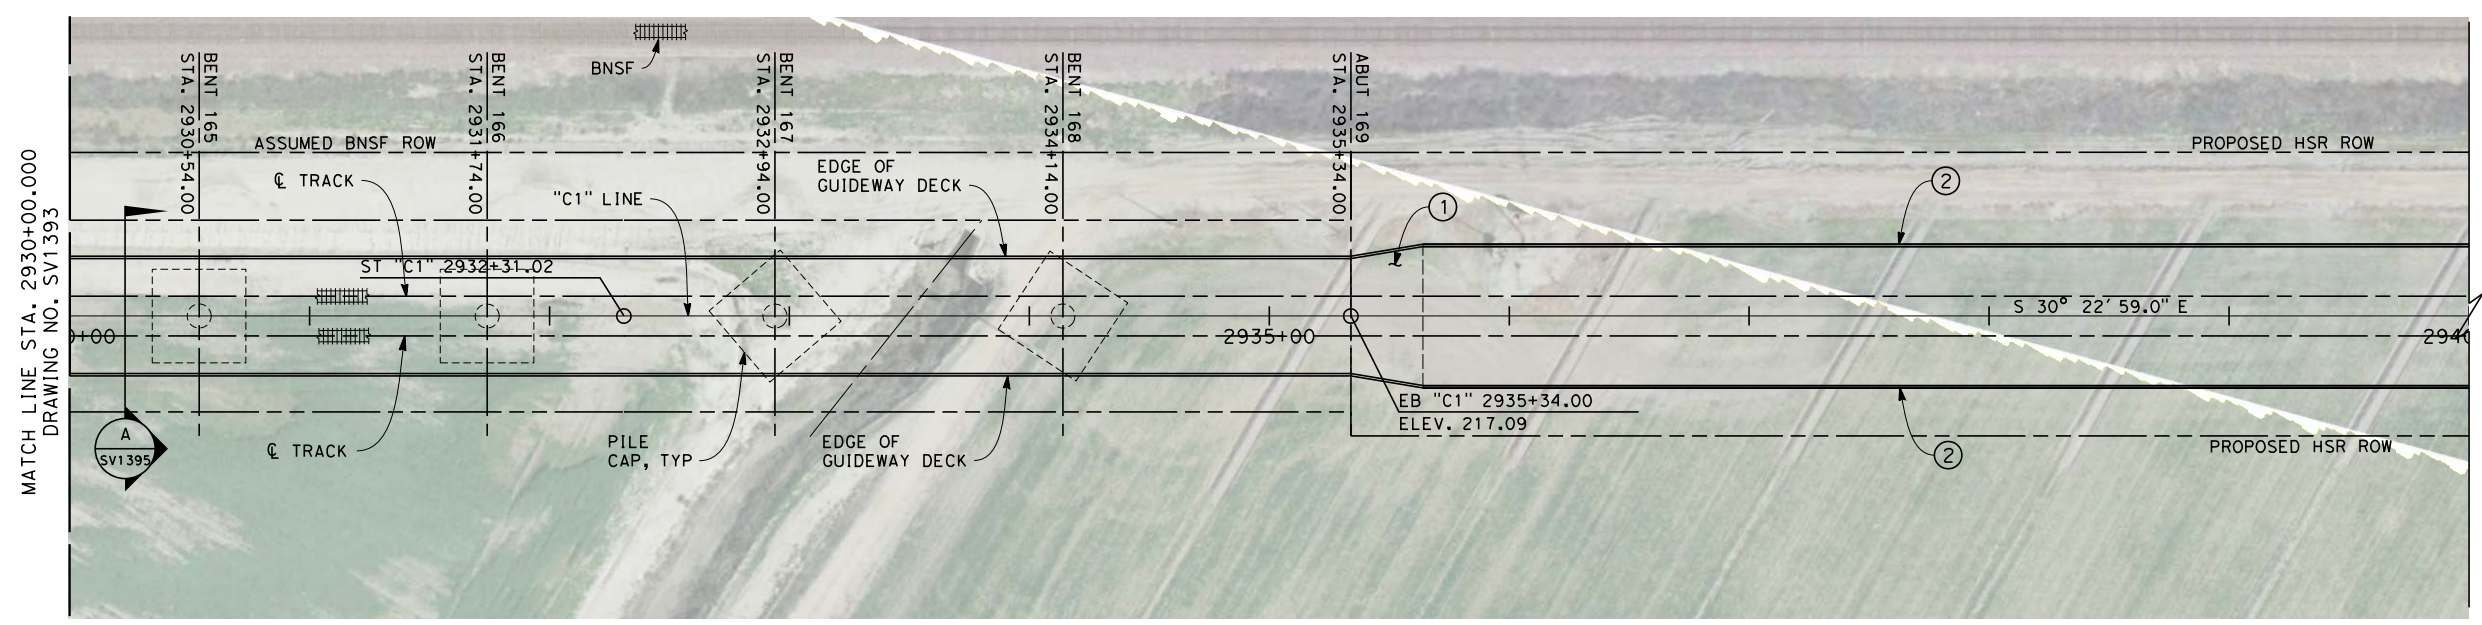 MATCH LINE STA. 2930+00.000
DRAWING NO. SV1393
BENT 165
STA. 2930+54.00
BENT 166
STA. 2931+74.00
BNSF
BENT 167
STA. 2932+94.00
BENT 168
STA. 2934+14.00
ABUT 169
STA. 2935+34.00
ASSUMED BNSF ROW
PROPOSED HSR ROW
℄ TRACK
"C1" LINE
EDGE OF
GUIDEWAY DECK
1
2
ST "C1" 2932+31.02
0+00
2935+00
S 30° 22' 59.0" E
2940
EB "C1" 2935+34.00
ELEV. 217.09
A
SV1395
℄ TRACK
PILE
CAP, TYP
EDGE OF
GUIDEWAY DECK
2
PROPOSED HSR ROW